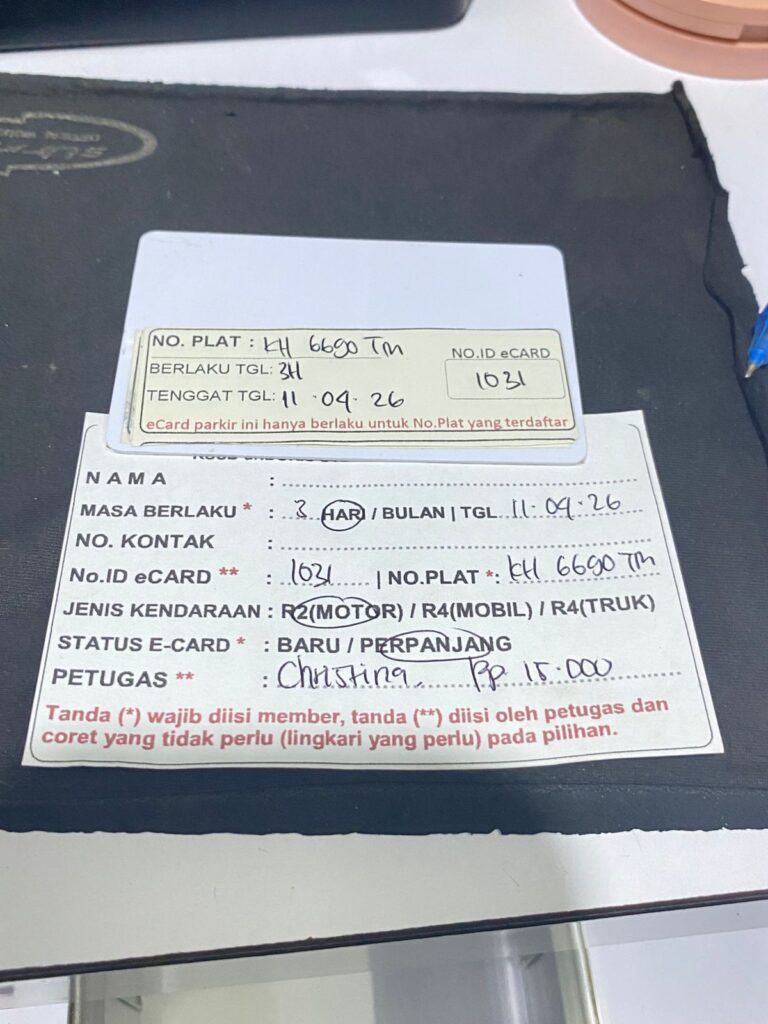 NO. PLAT : KH 6690 TM
BERLAKU TGL: 3H
TENGGAT TGL: 11 · 04 · 26
NO.ID eCARD
1031
eCard parkir ini hanya berlaku untuk No.Plat yang terdaftar
NAMA :
MASA BERLAKU * : 3 HARI / BULAN | TGL 11·04·26
NO. KONTAK :
No.ID eCARD ** : 1031 | NO.PLAT *: KH 6690 TM
JENIS KENDARAAN : R2(MOTOR) / R4(MOBIL) / R4(TRUK)
STATUS E-CARD * : BARU / PERPANJANG
PETUGAS ** : Christina. Rp 15.000
Tanda (*) wajib diisi member, tanda (**) diisi oleh petugas dan
coret yang tidak perlu (lingkari yang perlu) pada pilihan.